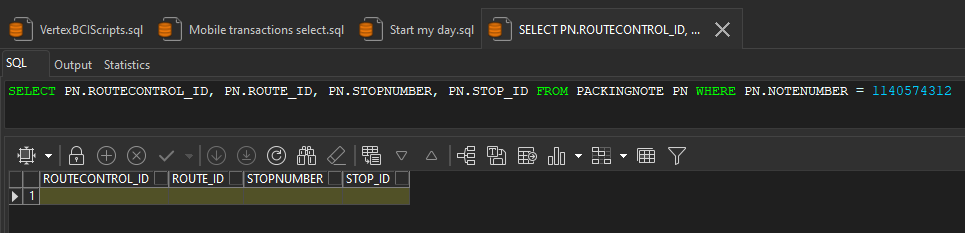 VertexBCIScripts.sql Mobile transactions select.sql Start my day.sql SELECT PN.ROUTECONTROL_ID, ...
SQL Output Statistics
SELECT PN.ROUTECONTROL_ID, PN.ROUTE_ID, PN.STOPNUMBER, PN.STOP_ID FROM PACKINGNOTE PN WHERE PN.NOTENUMBER = 1140574312
ROUTECONTROL_ID ROUTE_ID STOPNUMBER STOP_ID
1